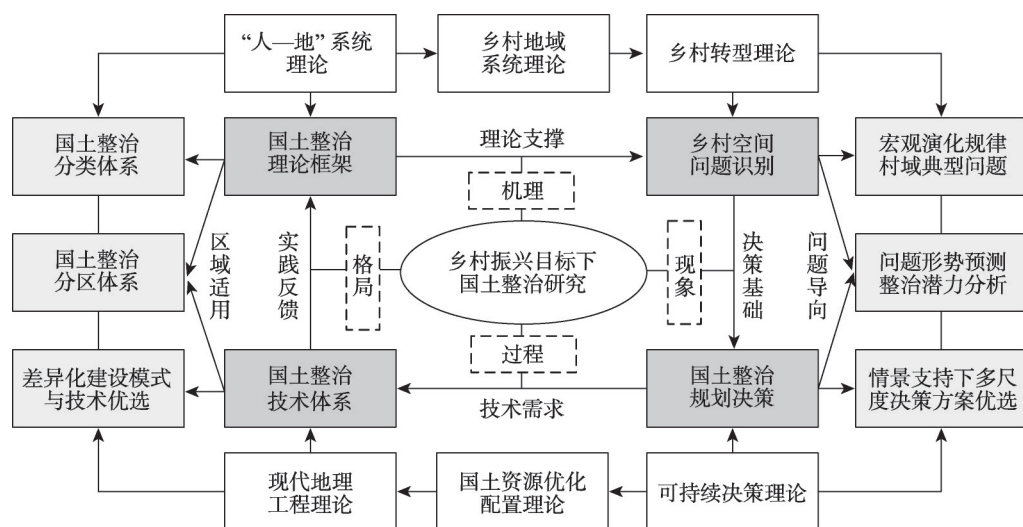 “人—地”系统
理论
乡村地域
系统理论
乡村转型理论
国土整治
分类体系
国土整治
理论框架
理论支撑
乡村空间
问题识别
宏观演化规律
村域典型问题
机理
国土整治
分区体系
区域适用
实践反馈
格局
乡村振兴目标下
国土整治研究
现象
决策基础
问题导向
问题形势预测
整治潜力分析
过程
差异化建设模式
与技术优选
国土整治
技术体系
技术需求
国土整治
规划决策
情景支持下多尺
度决策方案优选
现代地理
工程理论
国土资源优化
配置理论
可持续决策理论